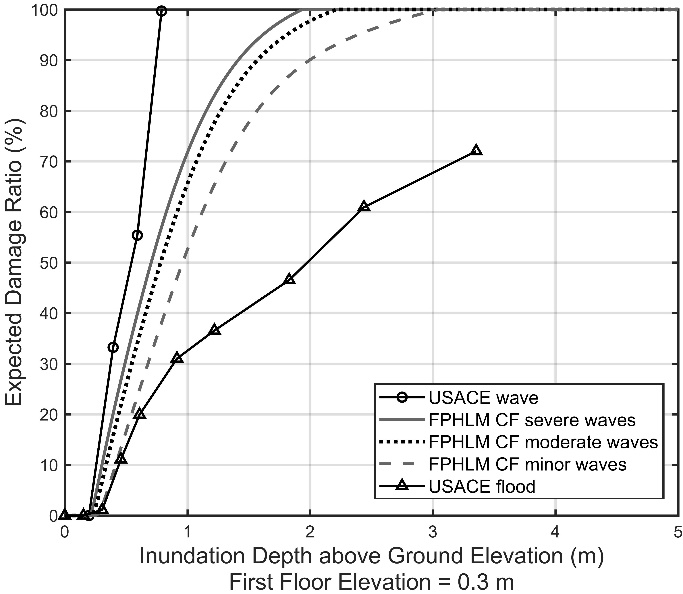 100
90
80
70
60
50
40
30
20
10
0
Expected Damage Ratio (%)
USACE wave
FPHLM CF severe waves
FPHLM CF moderate waves
FPHLM CF minor waves
USACE flood
0 1 2 3 4 5
Inundation Depth above Ground Elevation (m)
First Floor Elevation = 0.3 m